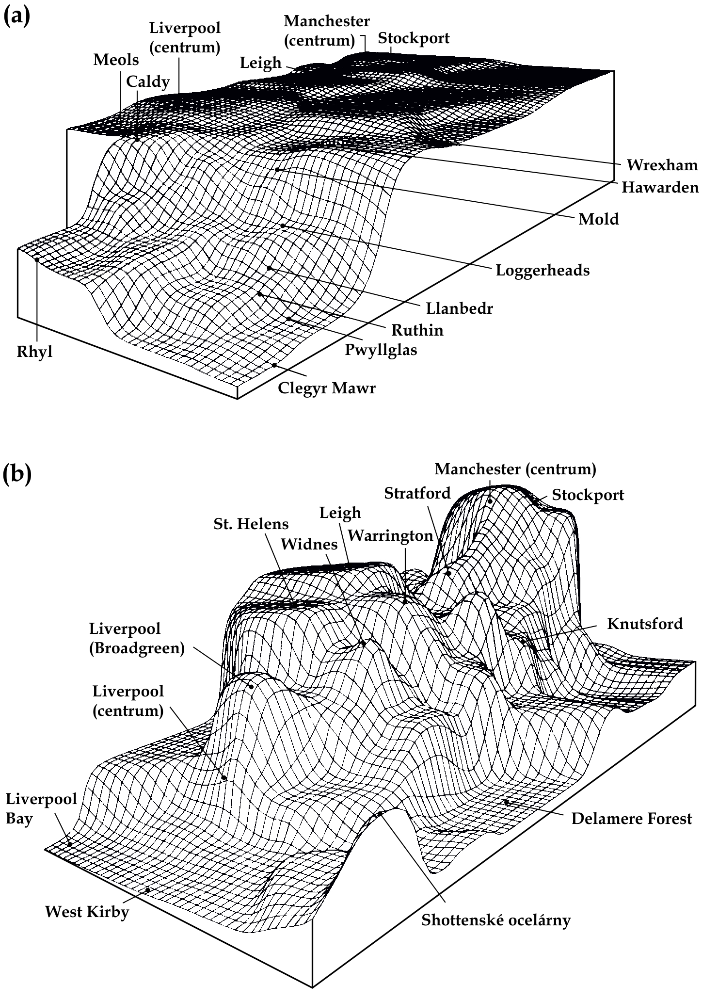 (a)
Liverpool
(centrum)
Manchester
(centrum)
Stockport
Meols
Leigh
Caldy
Wrexham
Hawarden
Mold
Loggerheads
Llanbedr
Ruthin
Pwyllglas
Rhyl
Clegyr Mawr
(b)
Manchester (centrum)
Stratford
Stockport
Leigh
St. Helens
Warrington
Widnes
Knutsford
Liverpool
(Broadgreen)
Liverpool
(centrum)
Liverpool
Bay
Delamere Forest
West Kirby
Shottenské ocelárny